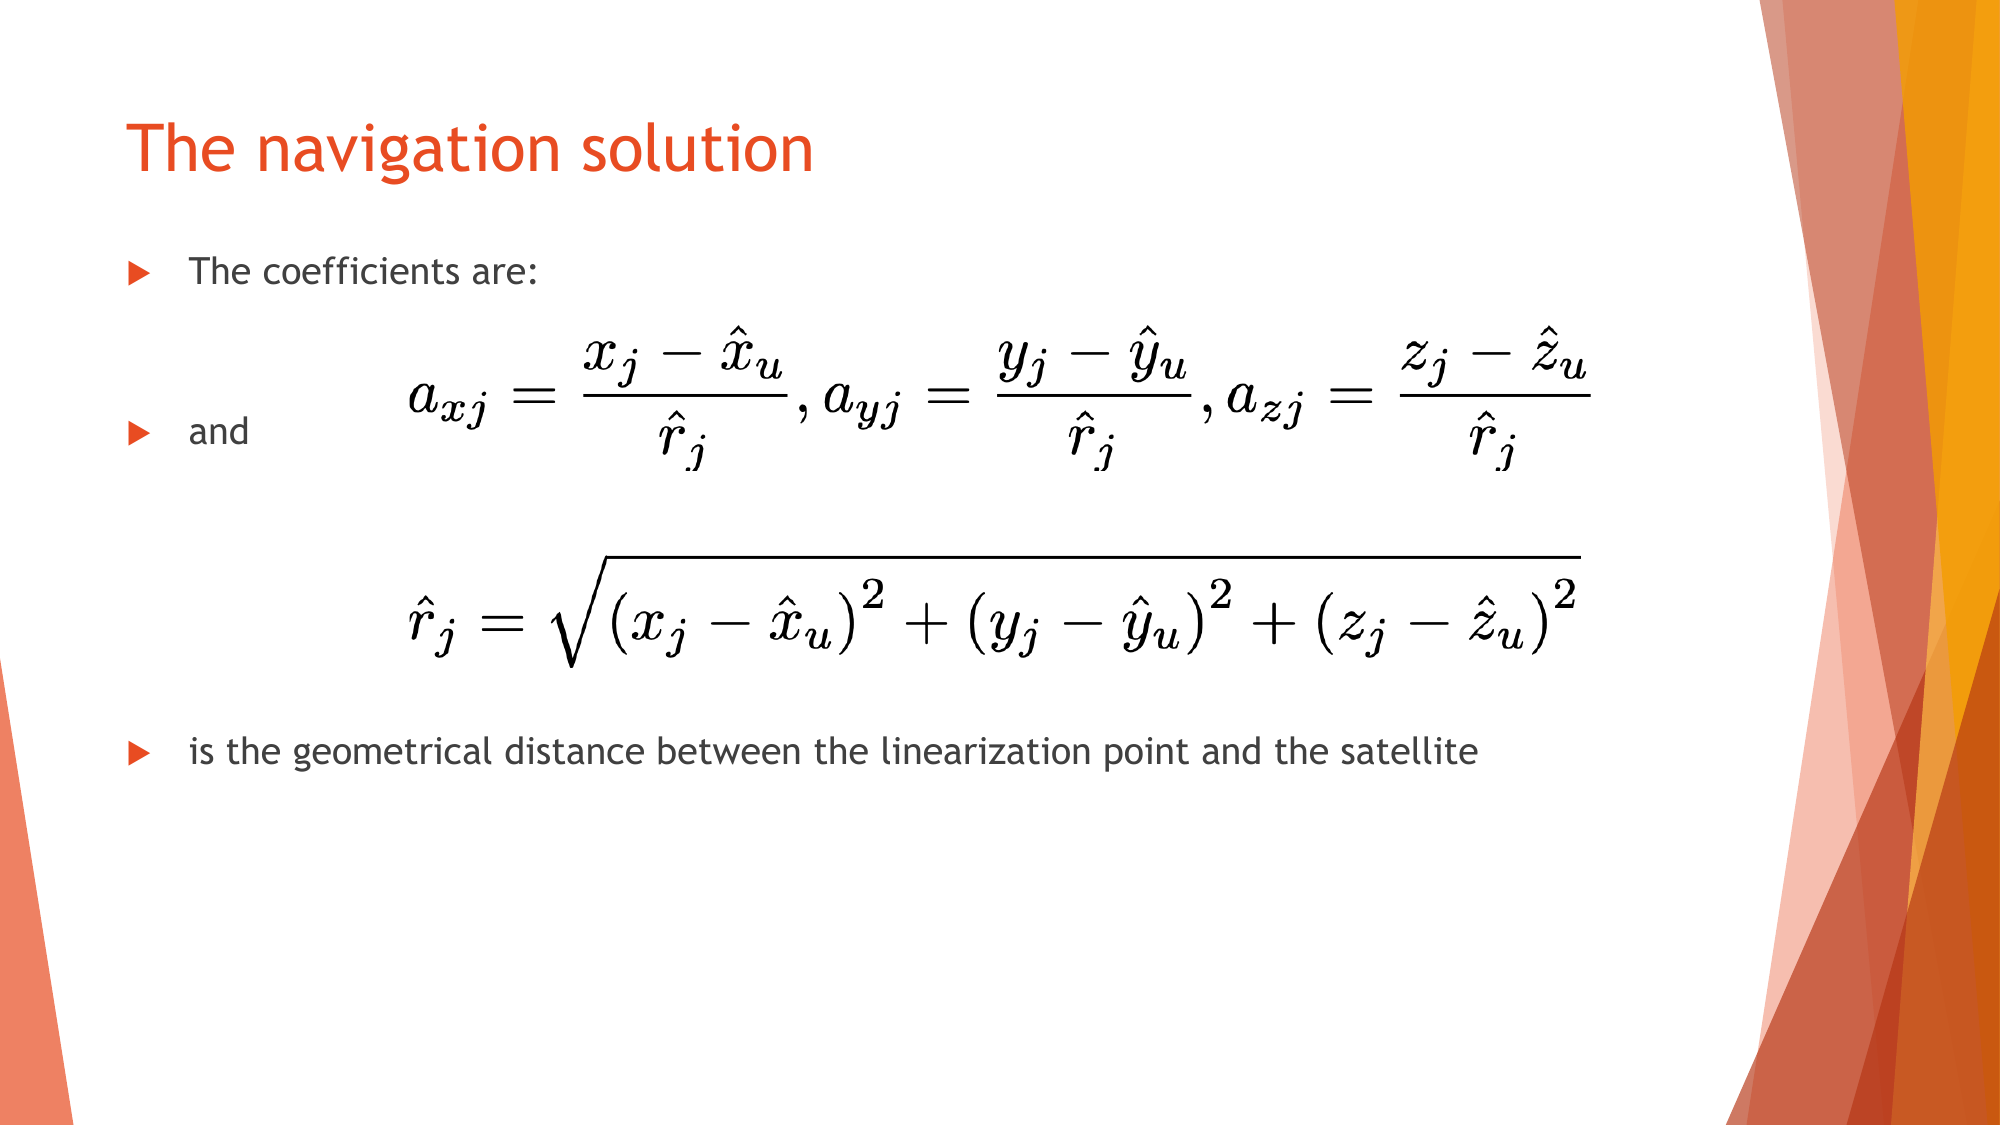 The navigation solution
The coefficients are:
$a_{xj} = \frac{x_j - \hat{x}_u}{\hat{r}_j}, a_{yj} = \frac{y_j - \hat{y}_u}{\hat{r}_j}, a_{zj} = \frac{z_j - \hat{z}_u}{\hat{r}_j}$
and
$\hat{r}_j = \sqrt{(x_j - \hat{x}_u)^2 + (y_j - \hat{y}_u)^2 + (z_j - \hat{z}_u)^2}$
is the geometrical distance between the linearization point and the satellite